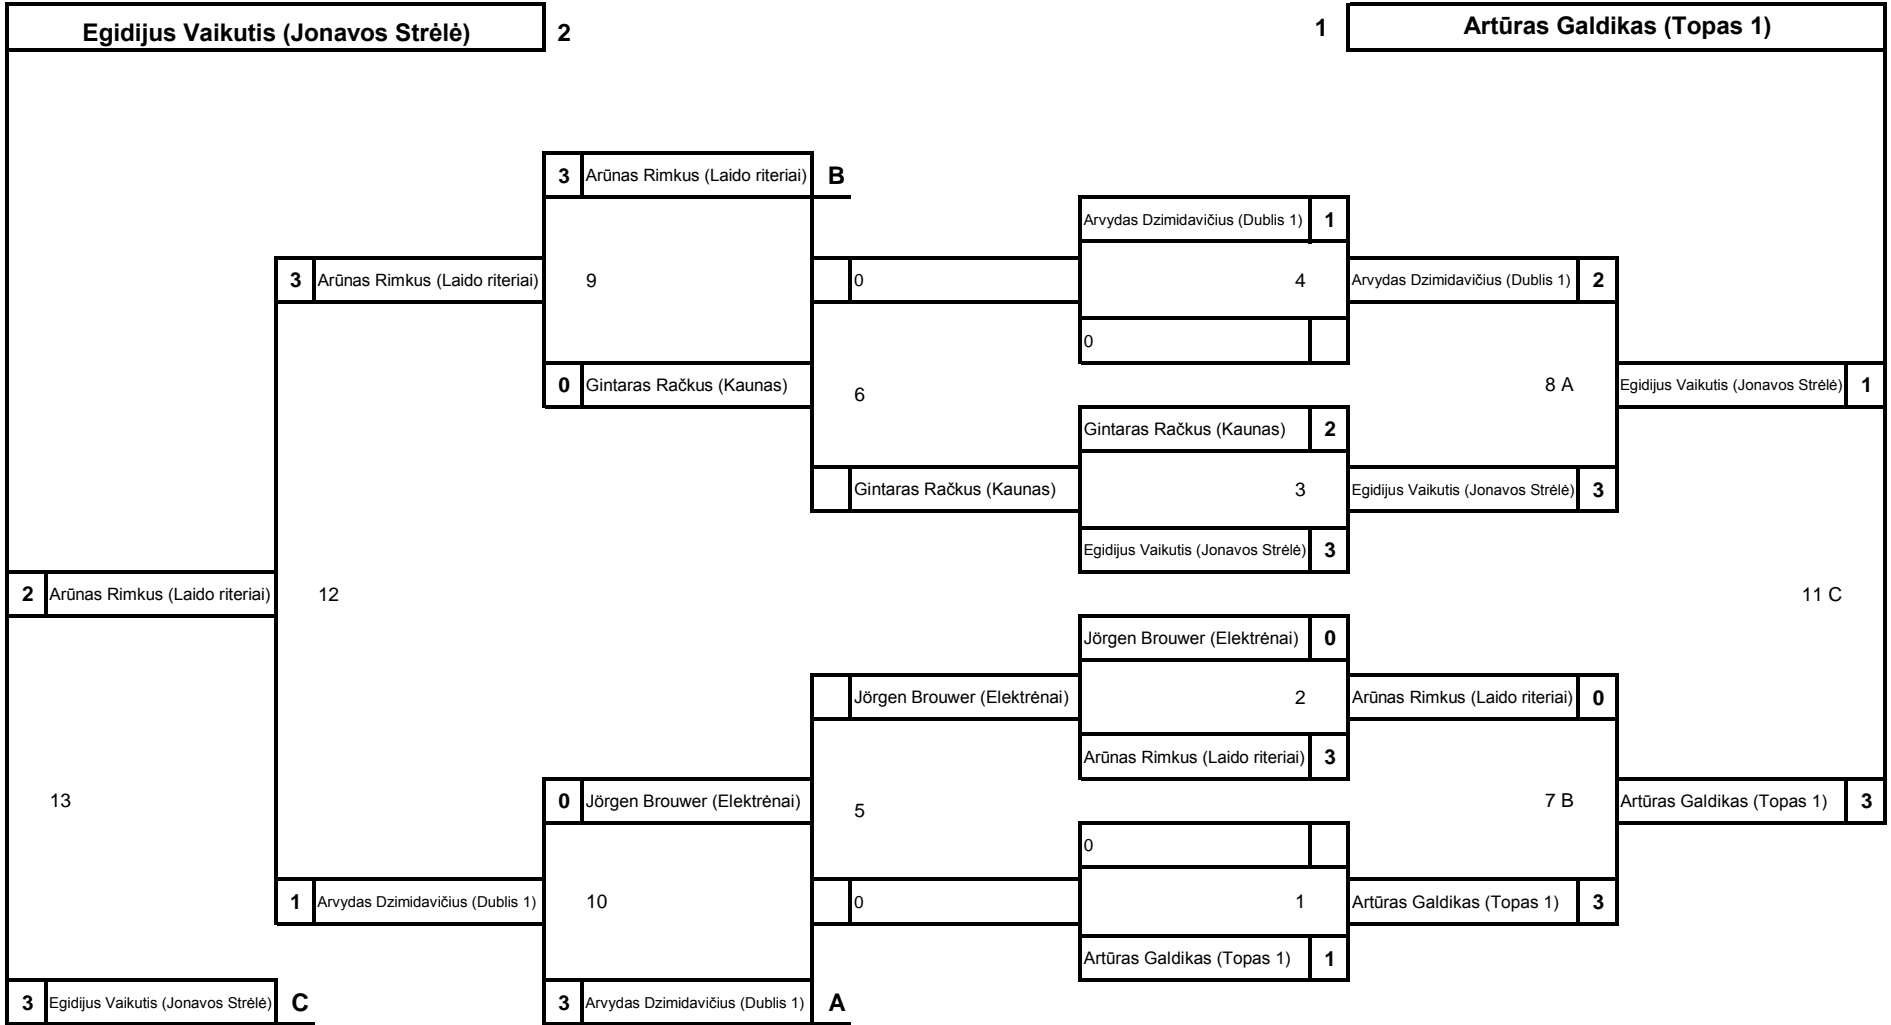 Egidijus Vaikutis (Jonavos Strėlė) 2 1 Artūras Galdikas (Topas 1)
3 Arūnas Rimkus (Laido riteriai) B
Arvydas Dzimidavičius (Dublis 1) 1
3 Arūnas Rimkus (Laido riteriai) 9 0 4 Arvydas Dzimidavičius (Dublis 1) 2
0
0 Gintaras Račkus (Kaunas) 6 8 A Egidijus Vaikutis (Jonavos Strėlė) 1
Gintaras Račkus (Kaunas) 2
Gintaras Račkus (Kaunas) 3 Egidijus Vaikutis (Jonavos Strėlė) 3
Egidijus Vaikutis (Jonavos Strėlė) 3
2 Arūnas Rimkus (Laido riteriai) 12 11 C
Jörgen Brouwer (Elektrėnai) 0
Jörgen Brouwer (Elektrėnai) 2 Arūnas Rimkus (Laido riteriai) 0
Arūnas Rimkus (Laido riteriai) 3
13 0 Jörgen Brouwer (Elektrėnai) 5 7 B Artūras Galdikas (Topas 1) 3
0
1 Arvydas Dzimidavičius (Dublis 1) 10 0 1 Artūras Galdikas (Topas 1) 3
Artūras Galdikas (Topas 1) 1
3 Egidijus Vaikutis (Jonavos Strėlė) C 3 Arvydas Dzimidavičius (Dublis 1) A